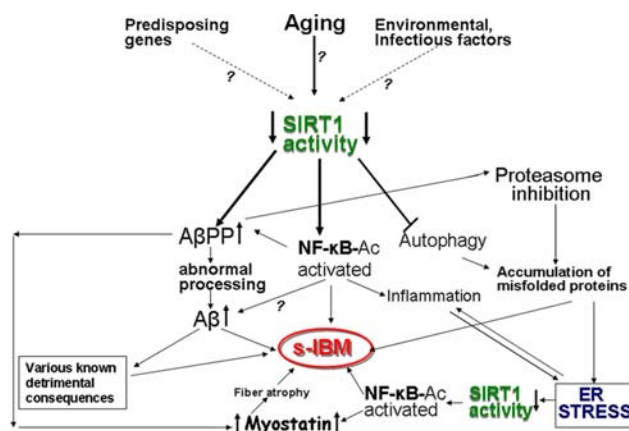 Predisposing
genes
Aging
Environmental,
Infectious factors
?
?
?
SIRT1
activity
Proteasome
inhibition
AβPP
NF-κB-Ac
activated
Autophagy
abnormal
processing
Accumulation of
misfolded proteins
?
Inflammation
Aβ
s-IBM
Various known
detrimental
consequences
Fiber atrophy
NF-κB-Ac
activated
SIRT1
activity
ER
STRESS
Myostatin